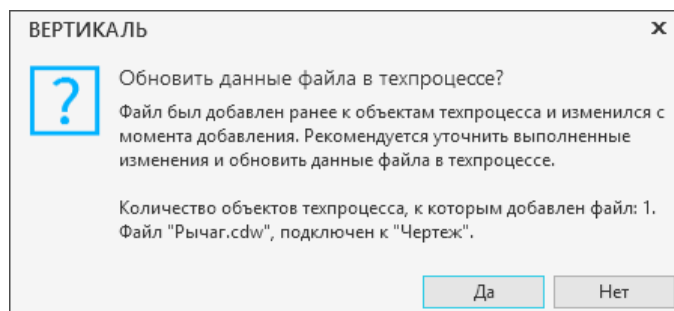 ВЕРТИКАЛЬ
x
?
Обновить данные файла в техпроцессе?
Файл был добавлен ранее к объектам техпроцесса и изменился с
момента добавления. Рекомендуется уточнить выполненные
изменения и обновить данные файла в техпроцессе.
Количество объектов техпроцесса, к которым добавлен файл: 1.
Файл "Рычаг.cdw", подключен к "Чертеж".
Да
Нет